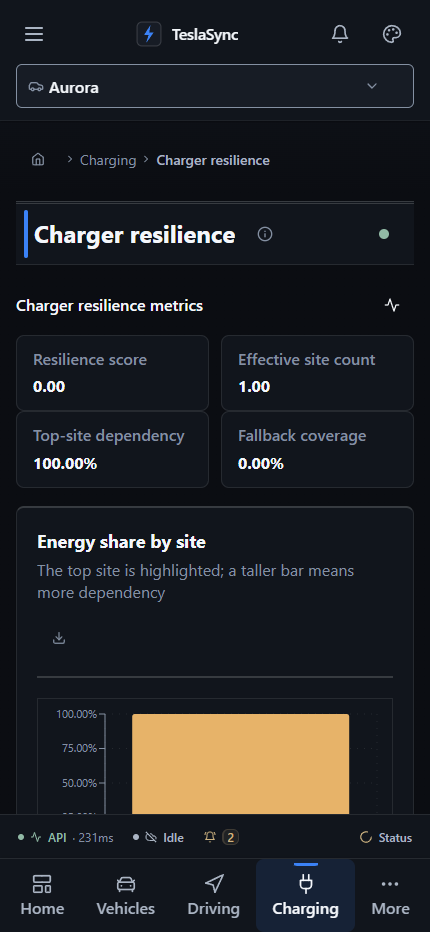 TeslaSync
Aurora
Charging
Charger resilience
Charger resilience
Charger resilience metrics
Resilience score
0.00
Effective site count
1.00
Top-site dependency
100.00%
Fallback coverage
0.00%
Energy share by site
The top site is highlighted; a taller bar means
more dependency
100.00%
75.00%
50.00%
API · 231ms
Idle
2
Status
Home
Vehicles
Driving
Charging
More